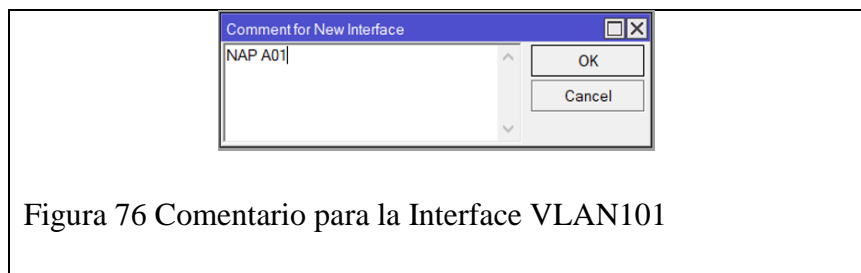 Comment for New Interface
NAP A01
OK
Cancel
Figura 76 Comentario para la Interface VLAN101